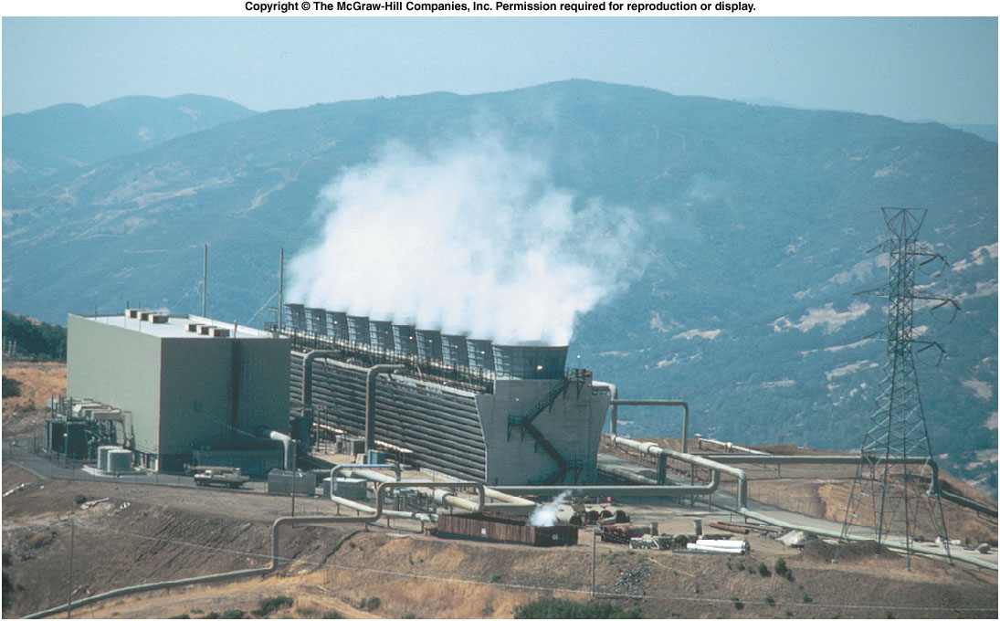 Copyright © The McGraw-Hill Companies, Inc. Permission required for reproduction or display.